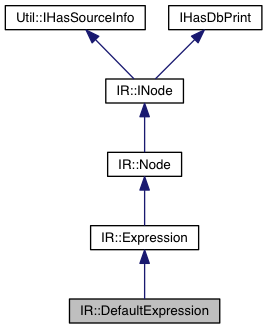 Util::IHasSourceInfo
IHasDbPrint
IR::INode
IR::Node
IR::Expression
IR::DefaultExpression